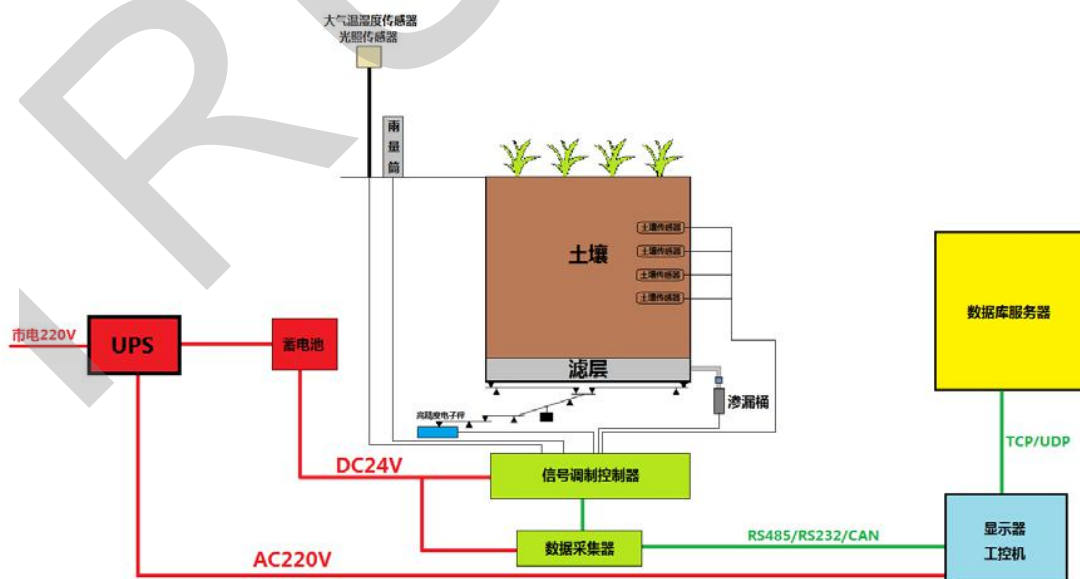 大气温湿度传感器
光照传感器
雨
量
筒
土壤传感器
土壤
土壤传感器
土壤传感器
土壤传感器
数据库服务器
市电220V
UPS
蓄电池
滤层
渗漏桶
高精度电子秤
TCP/UDP
DC24V
信号调制控制器
显示器
工控机
RS485/RS232/CAN
数据采集器
AC220V